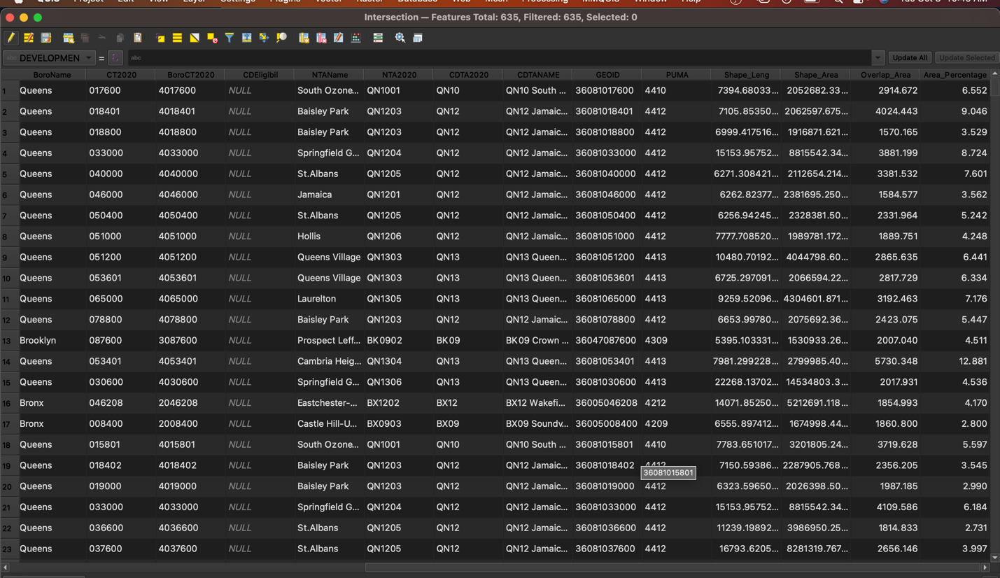 QGIS Project Edit View Layer Settings Plugins Vector Raster Database Web Mesh Processing MMQGIS Window Help
Intersection — Features Total: 635, Filtered: 635, Selected: 0
abc DEVELOPMEN = abc Update All Update Selected
BoroName CT2020 BoroCT2020 CDEligibil NTAName NTA2020 CDTA2020 CDTANAME GEOID PUMA Shape_Leng Shape_Area Overlap_Area Area_Percentage
1 Queens 017600 4017600 NULL South Ozone... QN1001 QN10 QN10 South ... 36081017600 4410 7394.68033... 2052682.33... 2914.672 6.552
2 Queens 018401 4018401 NULL Baisley Park QN1203 QN12 QN12 Jamaic... 36081018401 4412 7105.85350... 2062597.675... 4024.443 9.046
3 Queens 018800 4018800 NULL Baisley Park QN1203 QN12 QN12 Jamaic... 36081018800 4412 6999.417516... 1916871.621... 1570.165 3.529
4 Queens 033000 4033000 NULL Springfield G... QN1204 QN12 QN12 Jamaic... 36081033000 4412 15153.95752... 8815542.34... 3881.199 8.724
5 Queens 040000 4040000 NULL St.Albans QN1205 QN12 QN12 Jamaic... 36081040000 4412 6271.308421... 2112654.214... 3381.532 7.601
6 Queens 046000 4046000 NULL Jamaica QN1201 QN12 QN12 Jamaic... 36081046000 4412 6262.82377... 2381695.250... 1584.577 3.562
7 Queens 050400 4050400 NULL St.Albans QN1205 QN12 QN12 Jamaic... 36081050400 4412 6256.94245... 2328381.50... 2331.964 5.242
8 Queens 051000 4051000 NULL Hollis QN1206 QN12 QN12 Jamaic... 36081051000 4412 7777.708520... 1989781.172... 1889.751 4.248
9 Queens 051200 4051200 NULL Queens Village QN1303 QN13 QN13 Queen... 36081051200 4413 10480.70192... 4044798.60... 2865.635 6.441
10 Queens 053601 4053601 NULL Queens Village QN1303 QN13 QN13 Queen... 36081053601 4413 6725.297091... 2066594.22... 2817.729 6.334
11 Queens 065000 4065000 NULL Laurelton QN1305 QN13 QN13 Queen... 36081065000 4413 9259.52096... 4304601.871... 3192.463 7.176
12 Queens 078800 4078800 NULL Baisley Park QN1203 QN12 QN12 Jamaic... 36081078800 4412 6653.99780... 2075692.36... 2423.075 5.447
13 Brooklyn 087600 3087600 NULL Prospect Leff... BK0902 BK09 BK09 Crown ... 36047087600 4309 5395.103331... 1530933.26... 2007.040 4.511
14 Queens 053401 4053401 NULL Cambria Heig... QN1304 QN13 QN13 Queen... 36081053401 4413 7981.299228... 2799985.40... 5730.348 12.881
15 Queens 030600 4030600 NULL Springfield G... QN1306 QN13 QN13 Queen... 36081030600 4413 22268.13702... 14534803.3... 2017.931 4.536
16 Bronx 046208 2046208 NULL Eastchester-... BX1202 BX12 BX12 Wakefi... 36005046208 4212 14071.85250... 5212691.118... 1854.993 4.170
17 Bronx 008400 2008400 NULL Castle Hill-U... BX0903 BX09 BX09 Soundv... 36005008400 4209 6555.897412... 1674998.44... 1860.800 2.800
18 Queens 015801 4015801 NULL South Ozone... QN1001 QN10 QN10 South ... 36081015801 4410 7783.651017... 3201805.24... 3719.628 5.597
19 Queens 018402 4018402 NULL Baisley Park QN1203 QN12 QN12 Jamaic... 36081018402 4412 7150.59386... 2287905.768... 2356.205 3.545
36081015801
20 Queens 019000 4019000 NULL Baisley Park QN1203 QN12 QN12 Jamaic... 36081019000 4412 6323.59650... 2026398.50... 1987.185 2.990
21 Queens 033000 4033000 NULL Springfield G... QN1204 QN12 QN12 Jamaic... 36081033000 4412 15153.95752... 8815542.34... 4109.586 6.184
22 Queens 036600 4036600 NULL St.Albans QN1205 QN12 QN12 Jamaic... 36081036600 4412 11239.19892... 3986950.25... 1814.833 2.731
23 Queens 037600 4037600 NULL St.Albans QN1205 QN12 QN12 Jamaic... 36081037600 4412 16793.6205... 8281319.767... 2656.146 3.997